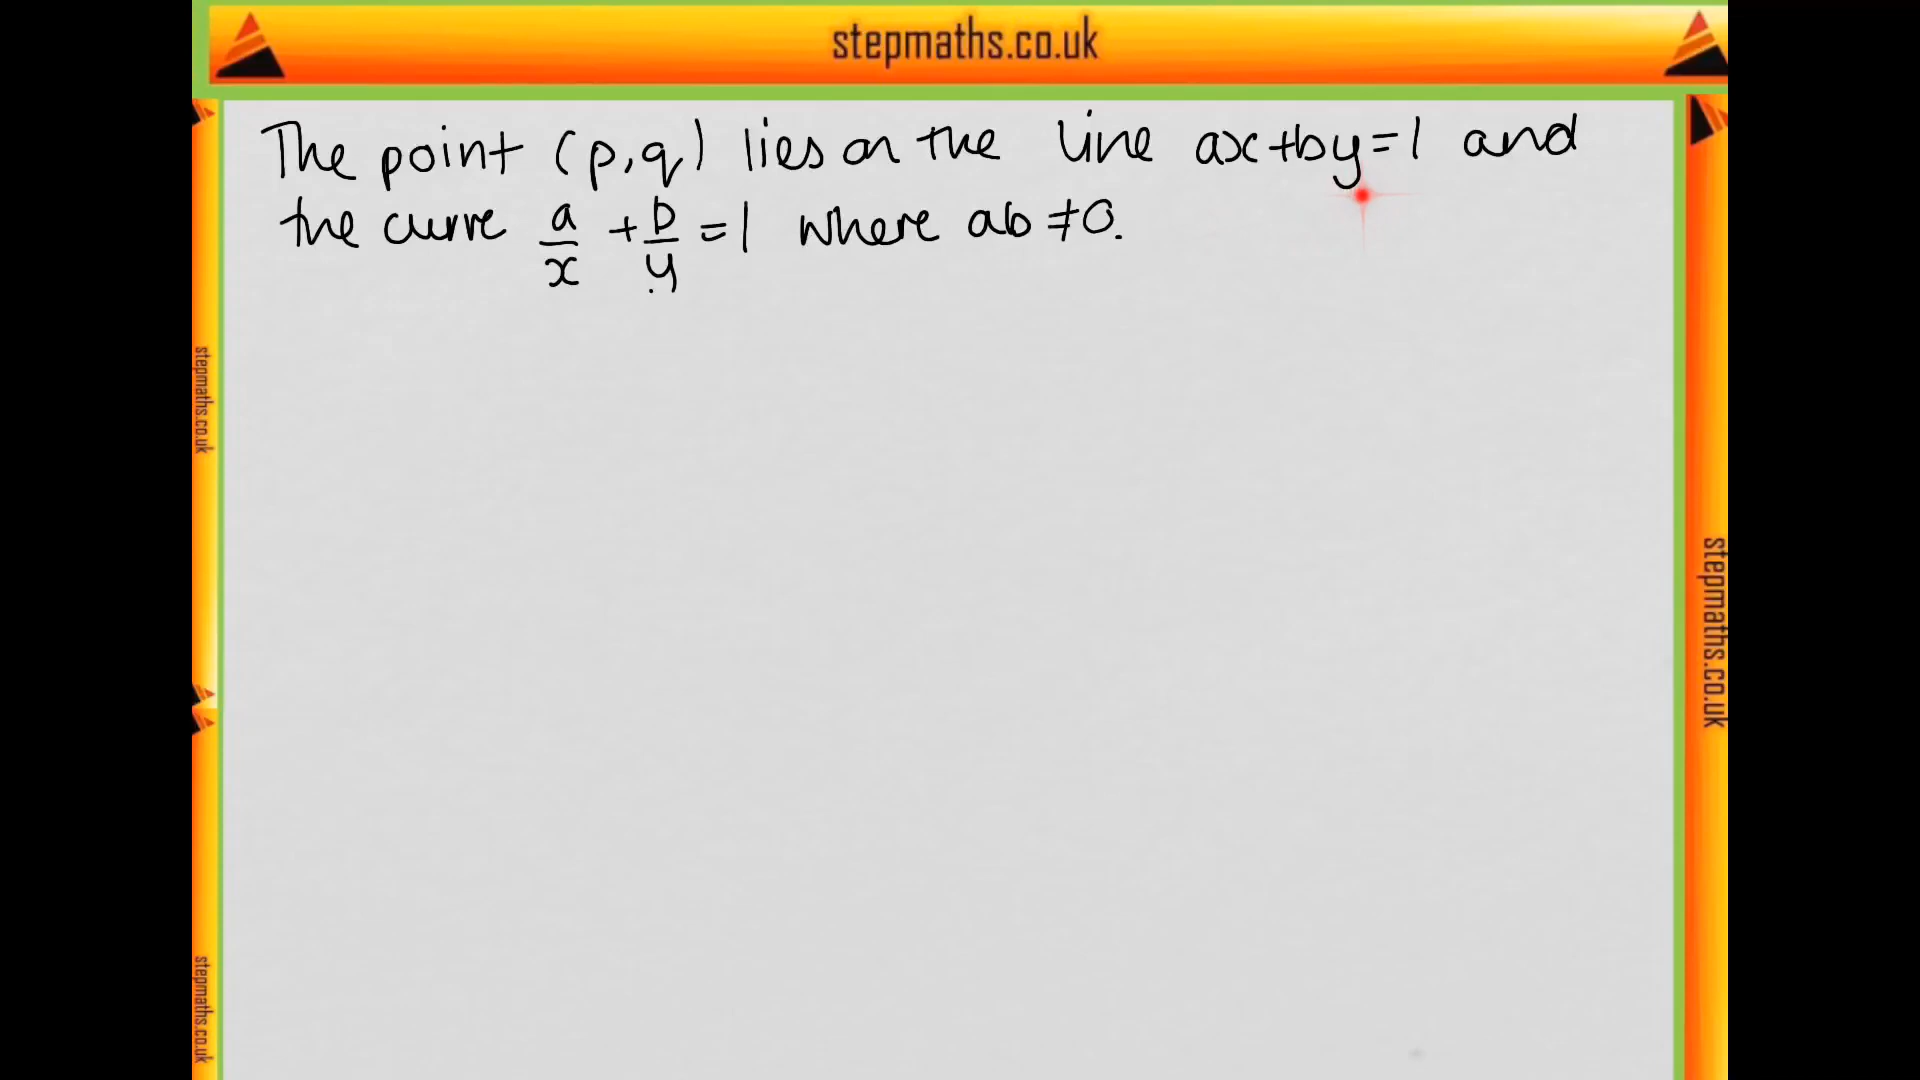 stepmaths.co.uk
The point (p,q) lies on the line ax+by=1 and
the curve a/x + b/y = 1 where ab ≠ 0.
stepmaths.co.uk
stepmaths.co.uk
stepmaths.co.uk